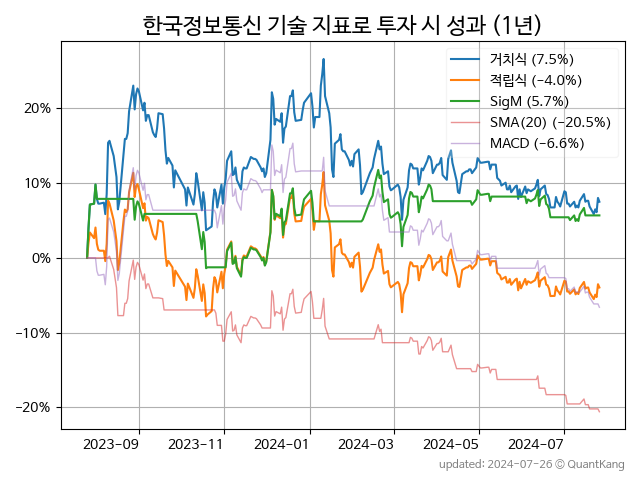 한국정보통신 기술 지표로 투자 시 성과 (1년)
거치식 (7.5%)
적립식 (−4.0%)
SigM (5.7%)
SMA(20) (−20.5%)
MACD (−6.6%)
20%
10%
0%
−10%
−20%
2023-09 2023-11 2024-01 2024-03 2024-05 2024-07
updated: 2024-07-26 © QuantKang